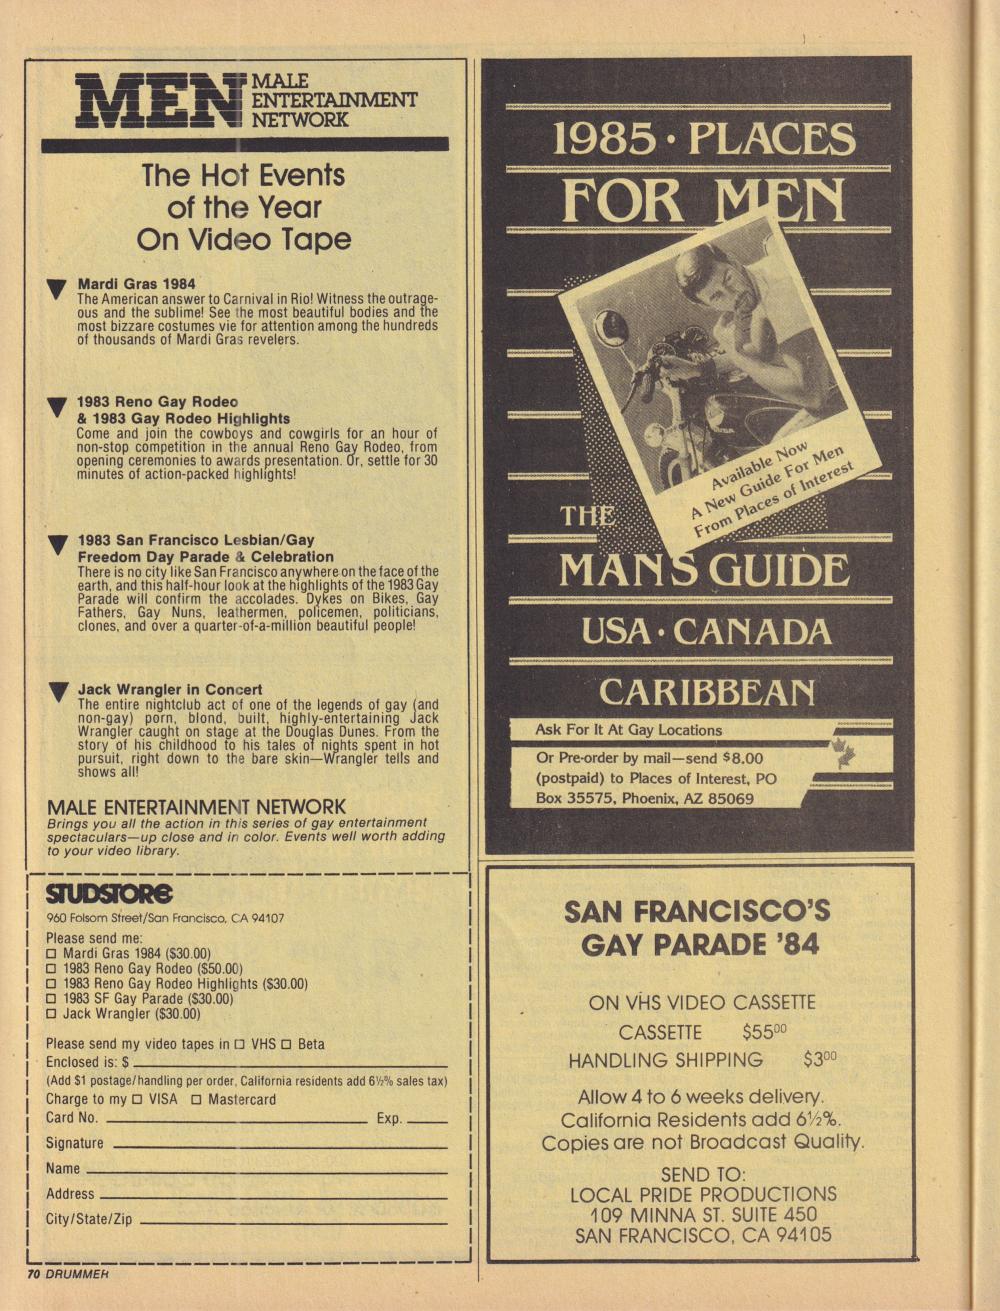 MEN MALE
ENTERTAINMENT
NETWORK
The Hot Events
of the Year
On Video Tape
Mardi Gras 1984
The American answer to Carnival in Rio! Witness the outrage-
ous and the sublime! See the most beautiful bodies and the
most bizzare costumes vie for attention among the hundreds
of thousands of Mardi Gras revelers.
1983 Reno Gay Rodeo
& 1983 Gay Rodeo Highlights
Come and join the cowboys and cowgirls for an hour of
non-stop competition in the annual Reno Gay Rodeo, from
opening ceremonies to awards presentation. Or, settle for 30
minutes of action-packed highlights!
1983 San Francisco Lesbian/Gay
Freedom Day Parade & Celebration
There is no city like San Francisco anywhere on the face of the
earth, and this half-hour look at the highlights of the 1983 Gay
Parade will confirm the accolades. Dykes on Bikes, Gay
Fathers, Gay Nuns, leathermen, policemen, politicians,
clones, and over a quarter-of-a-million beautiful people!
Jack Wrangler in Concert
The entire nightclub act of one of the legends of gay (and
non-gay) porn, blond, built, highly-entertaining Jack
Wrangler caught on stage at the Douglas Dunes. From the
story of his childhood to his tales of nights spent in hot
pursuit, right down to the bare skin—Wrangler tells and
shows all!
MALE ENTERTAINMENT NETWORK
Brings you all the action in this series of gay entertainment
spectaculars—up close and in color. Events well worth adding
to your video library.
STUDSTORE
960 Folsom Street/San Francisco, CA 94107
Please send me:
☐ Mardi Gras 1984 ($30.00)
☐ 1983 Reno Gay Rodeo ($50.00)
☐ 1983 Reno Gay Rodeo Highlights ($30.00)
☐ 1983 SF Gay Parade ($30.00)
☐ Jack Wrangler ($30.00)
Please send my video tapes in ☐ VHS ☐ Beta
Enclosed is: $
(Add $1 postage/handling per order, California residents add 6½% sales tax)
Charge to my ☐ VISA ☐ Mastercard
Card No. Exp.
Signature
Name
Address
City/State/Zip
70 DRUMMER
1985 · PLACES
FOR MEN
Available Now
A New Guide For Men
From Places of Interest
THE
MAN'S GUIDE
USA · CANADA
CARIBBEAN
Ask For It At Gay Locations
Or Pre-order by mail—send $8.00
(postpaid) to Places of Interest, PO
Box 35575, Phoenix, AZ 85069
SAN FRANCISCO'S
GAY PARADE '84
ON VHS VIDEO CASSETTE
CASSETTE $55⁰⁰
HANDLING SHIPPING $3⁰⁰
Allow 4 to 6 weeks delivery.
California Residents add 6½%.
Copies are not Broadcast Quality.
SEND TO:
LOCAL PRIDE PRODUCTIONS
109 MINNA ST. SUITE 450
SAN FRANCISCO, CA 94105